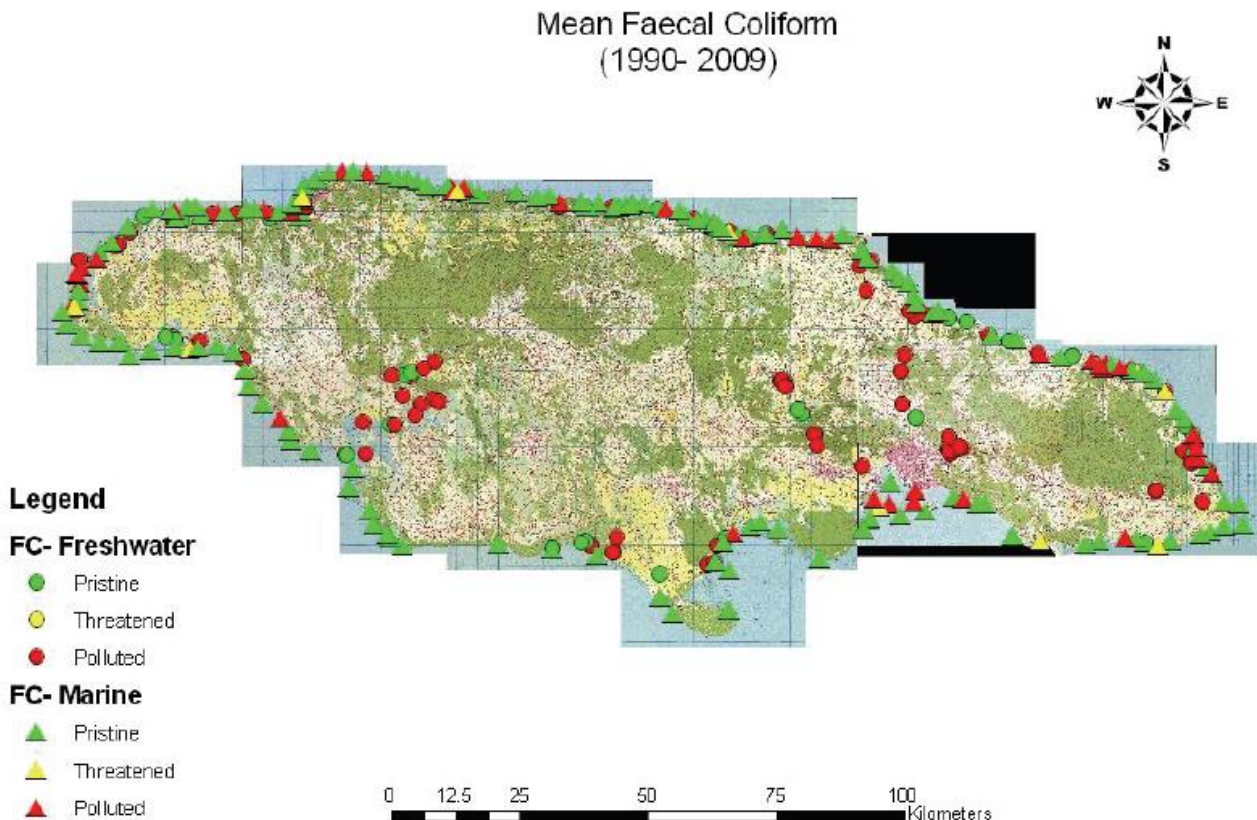 Mean Faecal Coliform
(1990- 2009)
N
W E
S
Legend
FC- Freshwater
Pristine
Threatened
Polluted
FC- Marine
Pristine
Threatened
Polluted
0 12.5 25 50 75 100
Kilometers